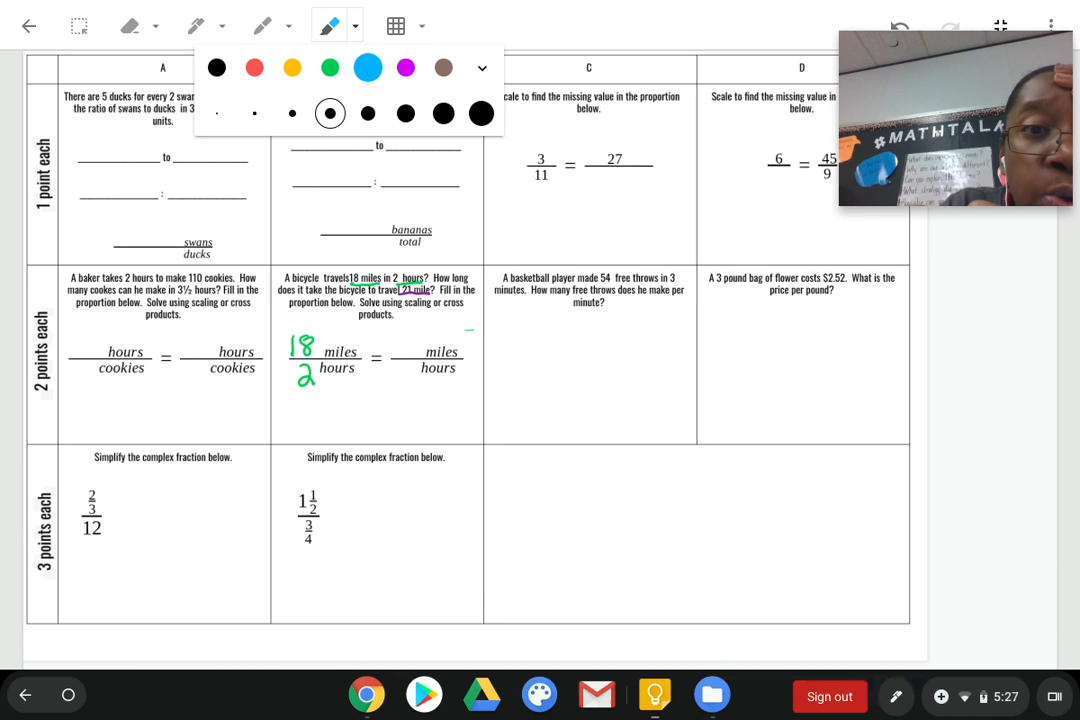 A
C
D
1 point each
There are 5 ducks for every 2 swan
the ratio of swans to ducks in 3
units.
to
:
swans
ducks
to
:
bananas
total
cale to find the missing value in the proportion
below.
3 = 27
11
Scale to find the missing value in
below.
6 = 45
9
#MATHTALK
2 points each
A baker takes 2 hours to make 110 cookies. How
many cookes can he make in 3½ hours? Fill in the
proportion below. Solve using scaling or cross
products.
hours = hours
cookies cookies
A bicycle travels18 miles in 2 hours? How long
does it take the bicycle to travel 21 mile? Fill in the
proportion below. Solve using scaling or cross
products.
18 miles = miles
2 hours hours
A basketball player made 54 free throws in 3
minutes. How many free throws does he make per
minute?
A 3 pound bag of flower costs $2.52. What is the
price per pound?
3 points each
Simplify the complex fraction below.
2
3
12
Simplify the complex fraction below.
1 1
2
3
4
Sign out
5:27